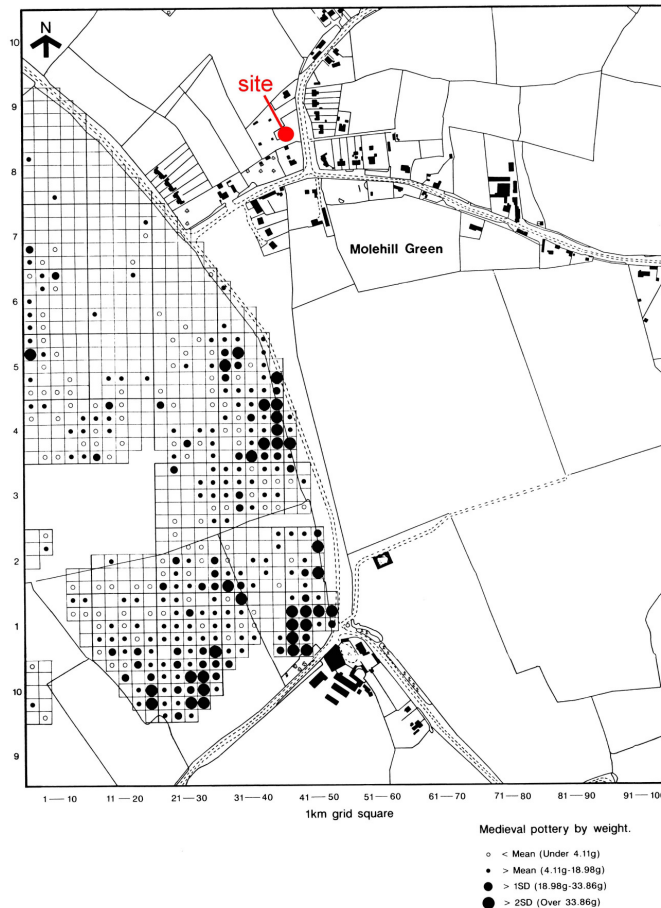 N
10
site
9
8
7
Molehill Green
6
5
4
3
2
1
10
9
1—10 11—20 21—30 31—40 41—50 51—60 61—70 71—80 81—90 91—100
1km grid square
Medieval pottery by weight.
< Mean (Under 4.11g)
> Mean (4.11g-18.98g)
> 1SD (18.98g-33.86g)
> 2SD (Over 33.86g)